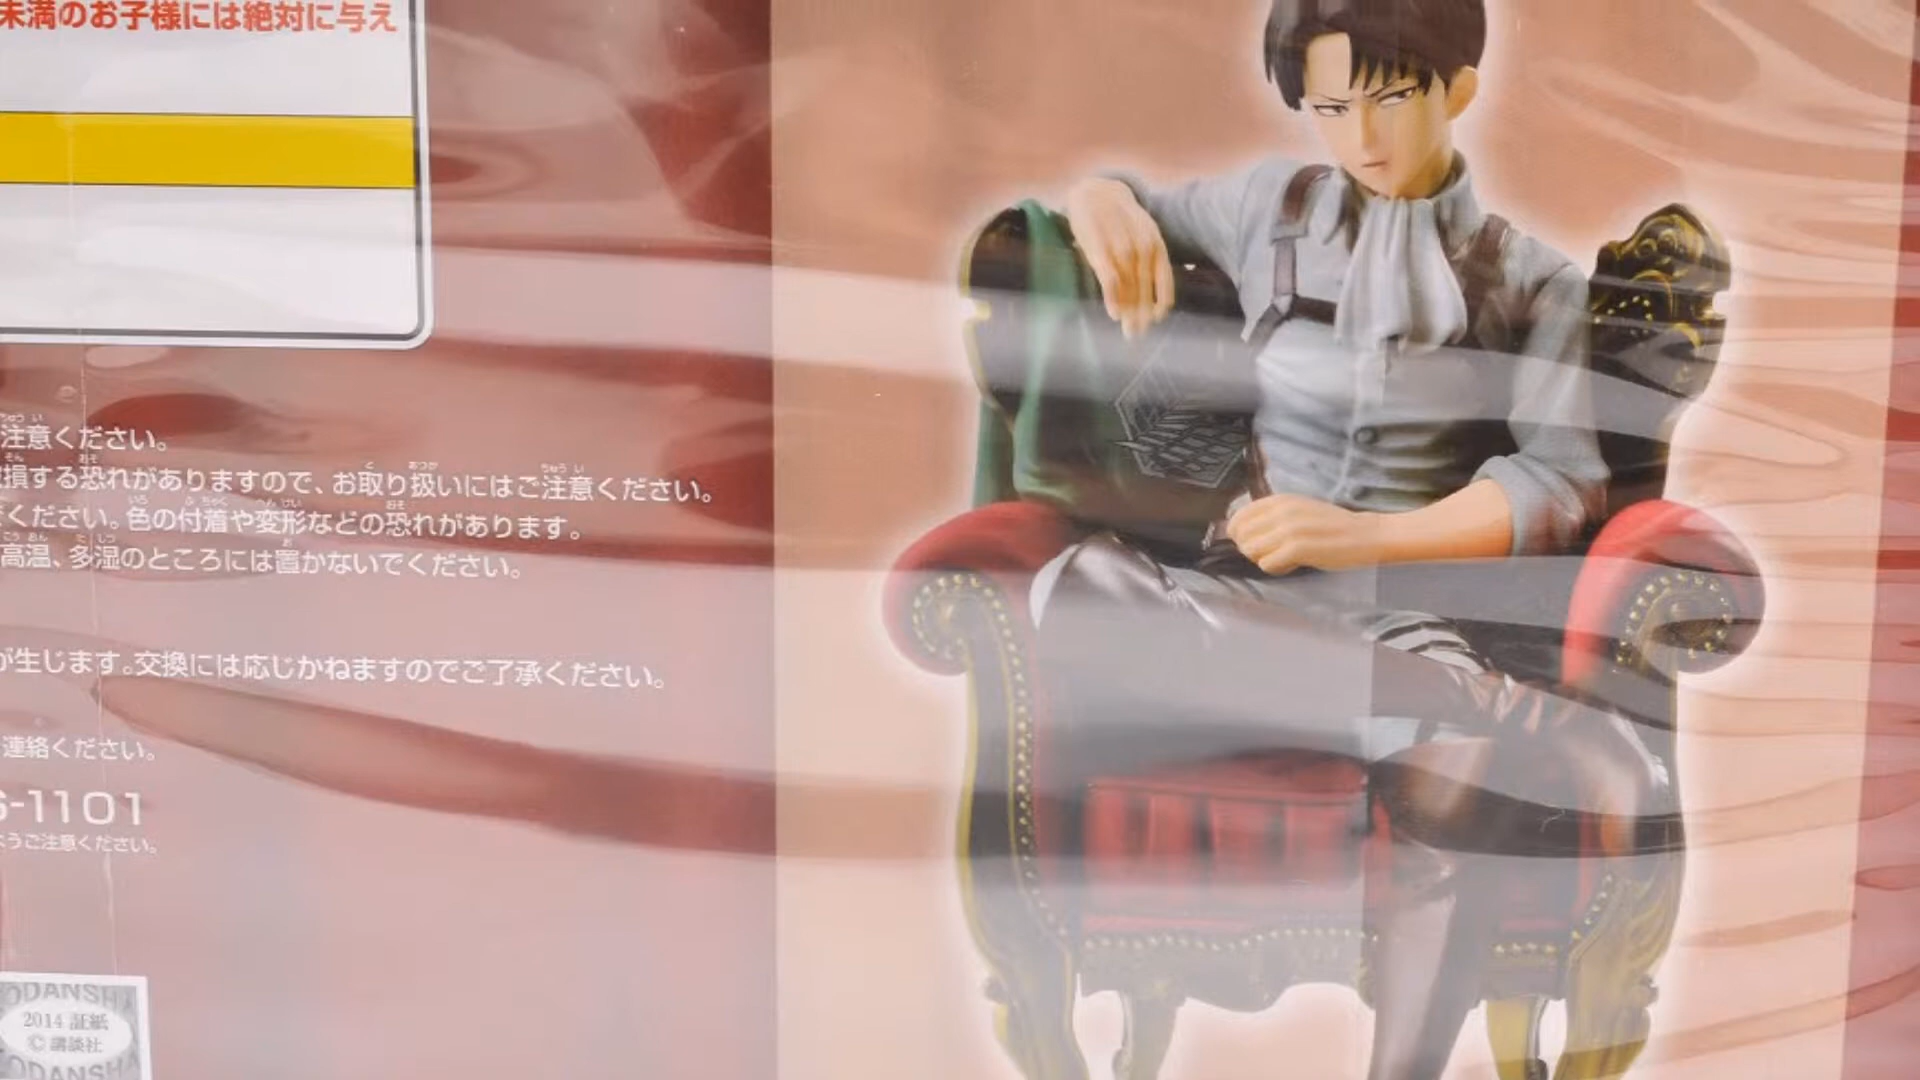 未満のお子様には絶対に与え
注意ください。
損する恐れがありますので、お取り扱いにはご注意ください。
ください。色の付着や変形などの恐れがあります。
高温、多湿のところには置かないでください。
が生じます。交換には応じかねますのでご了承ください。
連絡ください。
-1101
うご注意ください。
ODANSHA
2014 証紙
© 講談社
ODANSHA